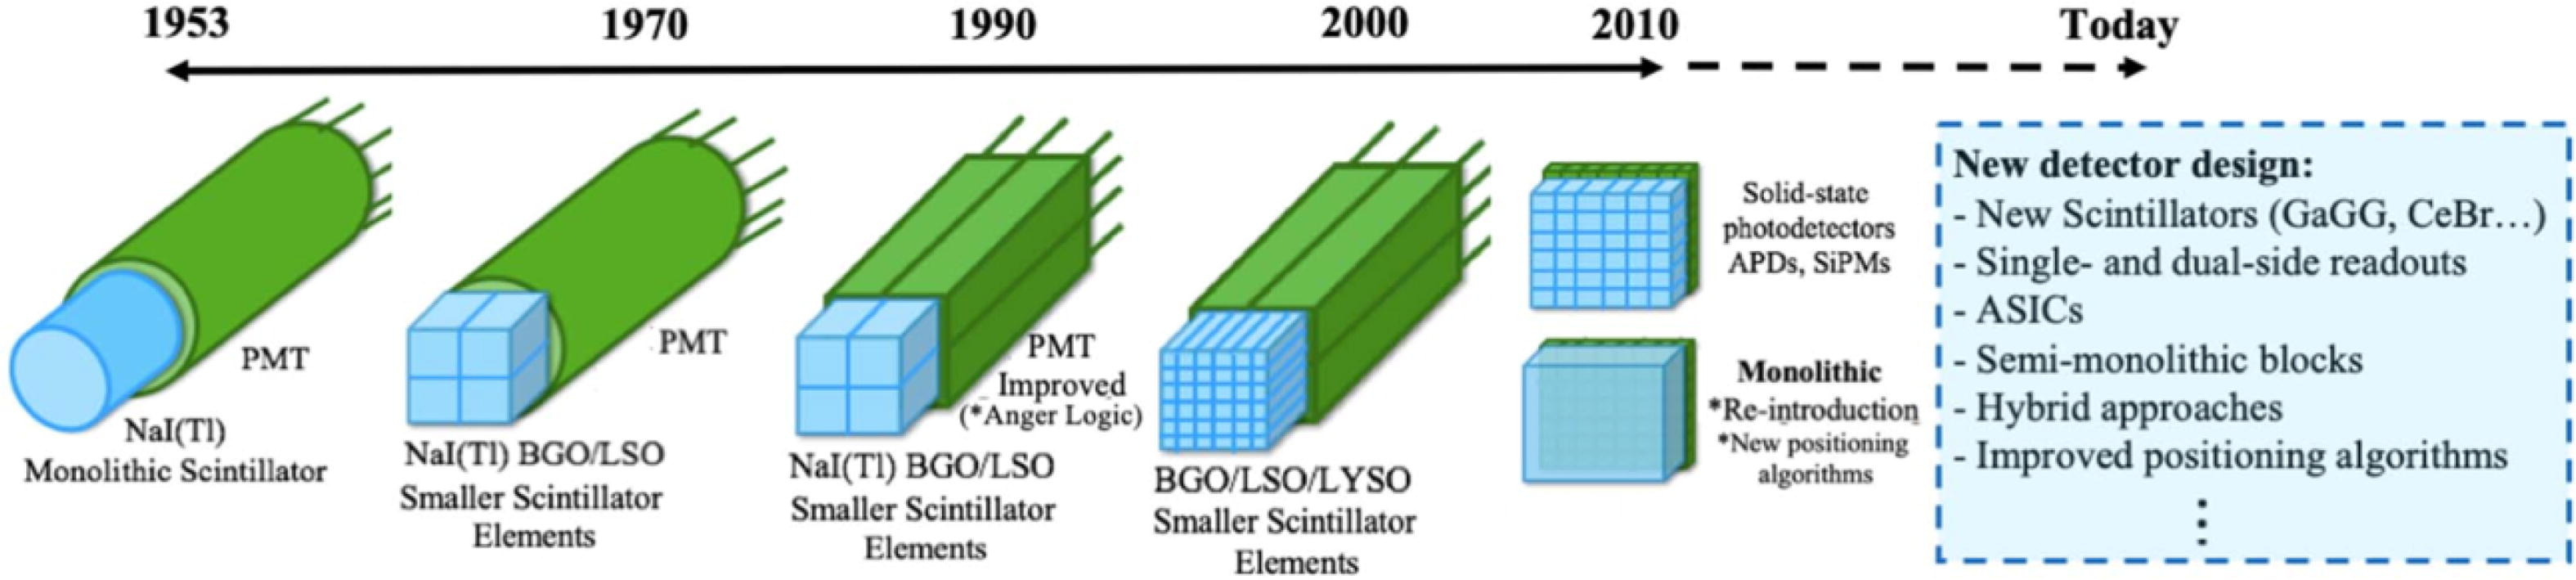 1953
1970
1990
2000
2010
Today
PMT
NaI(Tl)
Monolithic Scintillator
PMT
NaI(Tl) BGO/LSO
Smaller Scintillator
Elements
PMT
Improved
(*Anger Logic)
NaI(Tl) BGO/LSO
Smaller Scintillator
Elements
BGO/LSO/LYSO
Smaller Scintillator
Elements
Solid-state
photodetectors
APDs, SiPMs
Monolithic
*Re-introduction
*New positioning
algorithms
New detector design:
- New Scintillators (GaGG, CeBr...)
- Single- and dual-side readouts
- ASICs
- Semi-monolithic blocks
- Hybrid approaches
- Improved positioning algorithms
⋮